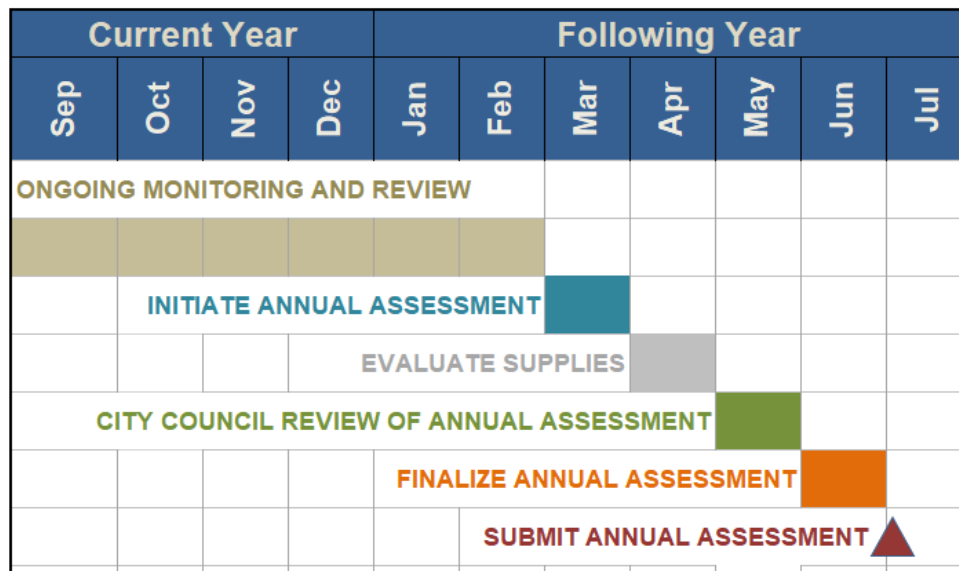 Current Year Following Year
Sep Oct Nov Dec Jan Feb Mar Apr May Jun Jul
ONGOING MONITORING AND REVIEW
INITIATE ANNUAL ASSESSMENT
EVALUATE SUPPLIES
CITY COUNCIL REVIEW OF ANNUAL ASSESSMENT
FINALIZE ANNUAL ASSESSMENT
SUBMIT ANNUAL ASSESSMENT